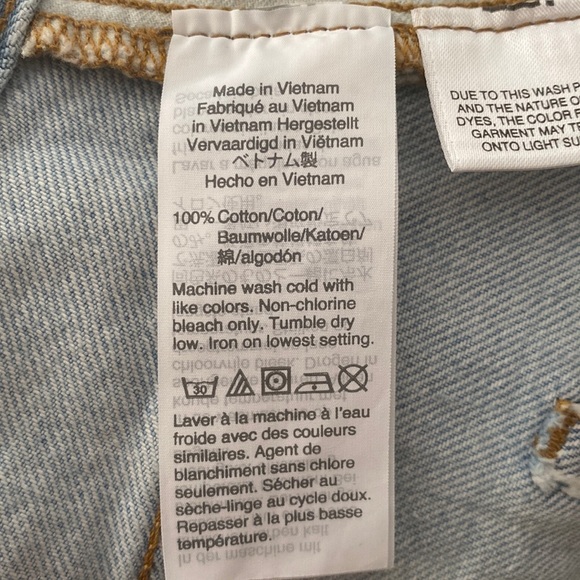 Made in Vietnam
Fabriqué au Vietnam
in Vietnam Hergestellt
Vervaardigd in Viëtnam
ベトナム製
Hecho en Vietnam
100% Cotton/Coton/
Baumwolle/Katoen/
綿/algodón
Machine wash cold with
like colors. Non-chlorine
bleach only. Tumble dry
low. Iron on lowest setting.
30
Laver à la machine à l'eau
froide avec des couleurs
similaires. Agent de
blanchiment sans chlore
seulement. Sécher au
sèche-linge au cycle doux.
Repasser à la plus basse
température.
DUE TO THIS WASH
AND THE NATURE O
DYES, THE COLOR
GARMENT MAY
ONTO LIGHT